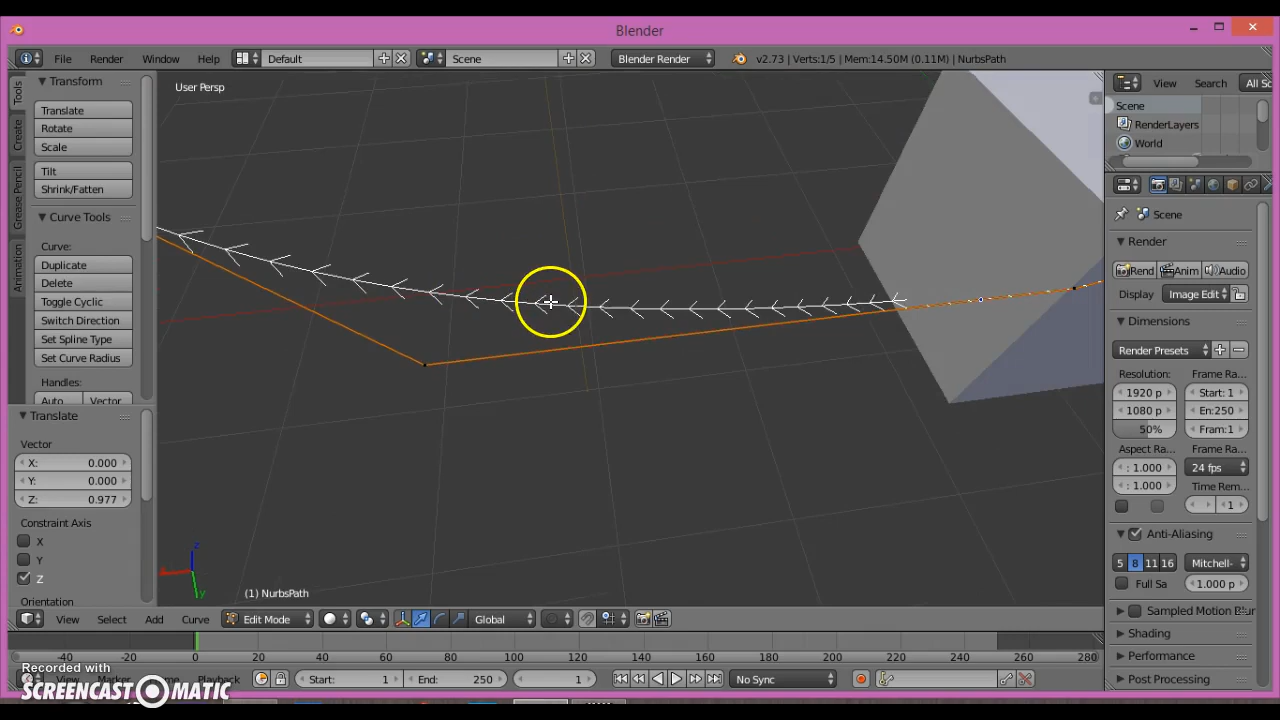 Blender
File Render Window Help Default Scene Blender Render v2.73 | Verts:1/5 | Mem:14.50M (0.11M) | NurbsPath
Tools
Create
Grease Pencil
Animation
Transform
Translate
Rotate
Scale
Tilt
Shrink/Fatten
Curve Tools
Curve:
Duplicate
Delete
Toggle Cyclic
Switch Direction
Set Spline Type
Set Curve Radius
Handles:
Auto Vector
Translate
Vector
X: 0.000
Y: 0.000
Z: 0.977
Constraint Axis
X
Y
Z
Orientation
User Persp
z
y
(1) NurbsPath
View Select Add Curve Edit Mode Global
View Search All Sc
Scene
RenderLayers
World
Scene
Render
Rend Anim Audio
Display Image Edit
Dimensions
Render Presets
Resolution: Frame Ra...
1920 p Start: 1
1080 p En:250
50% Fram:1
Aspect Ra... Frame Ra...
: 1.000 24 fps
: 1.000 Time Rem...
1
Anti-Aliasing
5 8 11 16 Mitchell-
Full Sa 1.000 p
Sampled Motion Blur
Shading
Performance
Post Processing
-40 -20 0 20 40 60 80 100 120 140 160 180 200 220 240 260 280
Start: 1 End: 250 1 No Sync
Recorded with
SCREENCAST MATIC